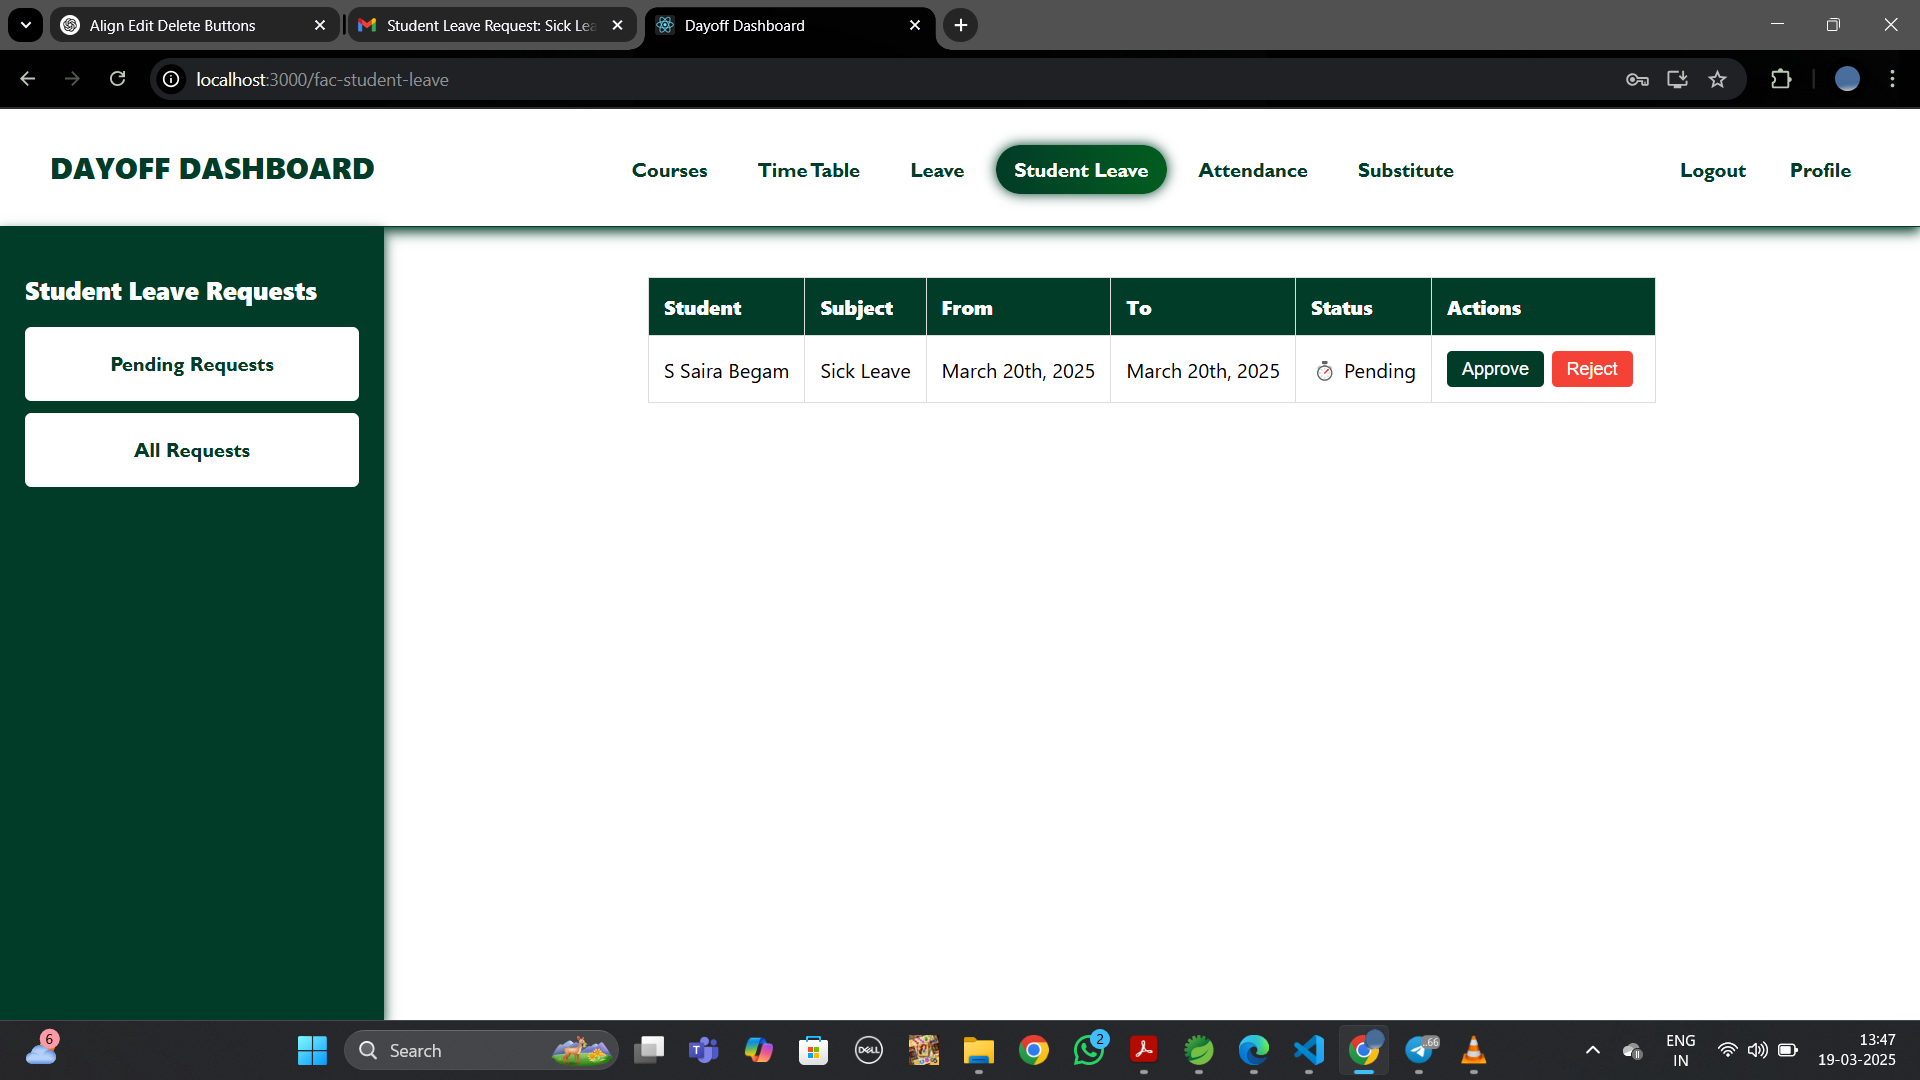 Align Edit Delete Buttons
Student Leave Request: Sick Lea
Dayoff Dashboard
localhost:3000/fac-student-leave
DAYOFF DASHBOARD
Courses
Time Table
Leave
Student Leave
Attendance
Substitute
Logout
Profile
Student Leave Requests
Pending Requests
All Requests
Student Subject From To Status Actions
S Saira Begam Sick Leave March 20th, 2025 March 20th, 2025 Pending Approve Reject
6
Search
T
DELL
2
66
ENG
IN
13:47
19-03-2025